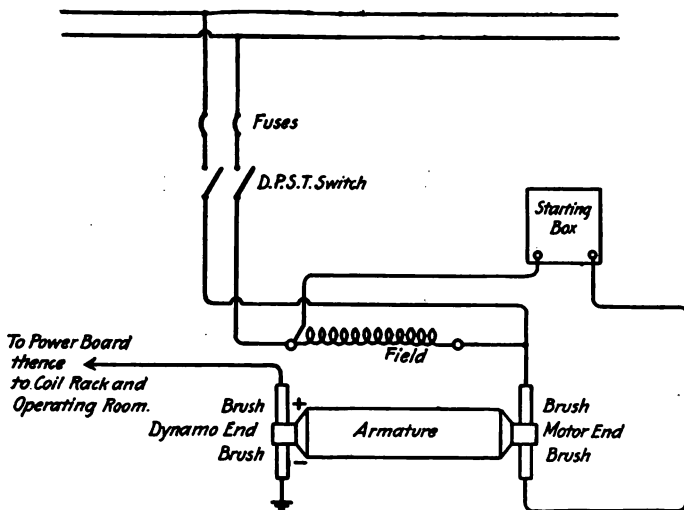 Fuses
D.P.S.T. Switch
Starting
Box
Field
To Power Board
thence
to Coil Rack and
Operating Room.
Brush +
Dynamo End
Brush -
Armature
Brush
Motor End
Brush